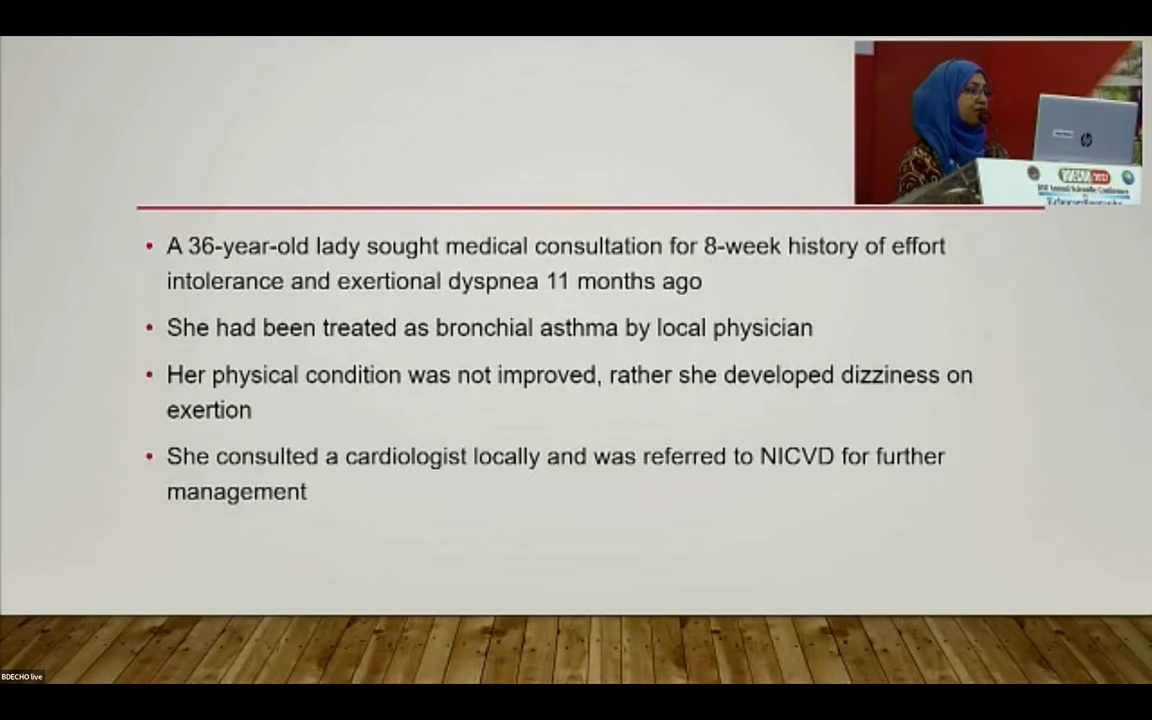 • A 36-year-old lady sought medical consultation for 8-week history of effort
intolerance and exertional dyspnea 11 months ago
• She had been treated as bronchial asthma by local physician
• Her physical condition was not improved, rather she developed dizziness on
exertion
• She consulted a cardiologist locally and was referred to NICVD for further
management
hp
BDECHO live